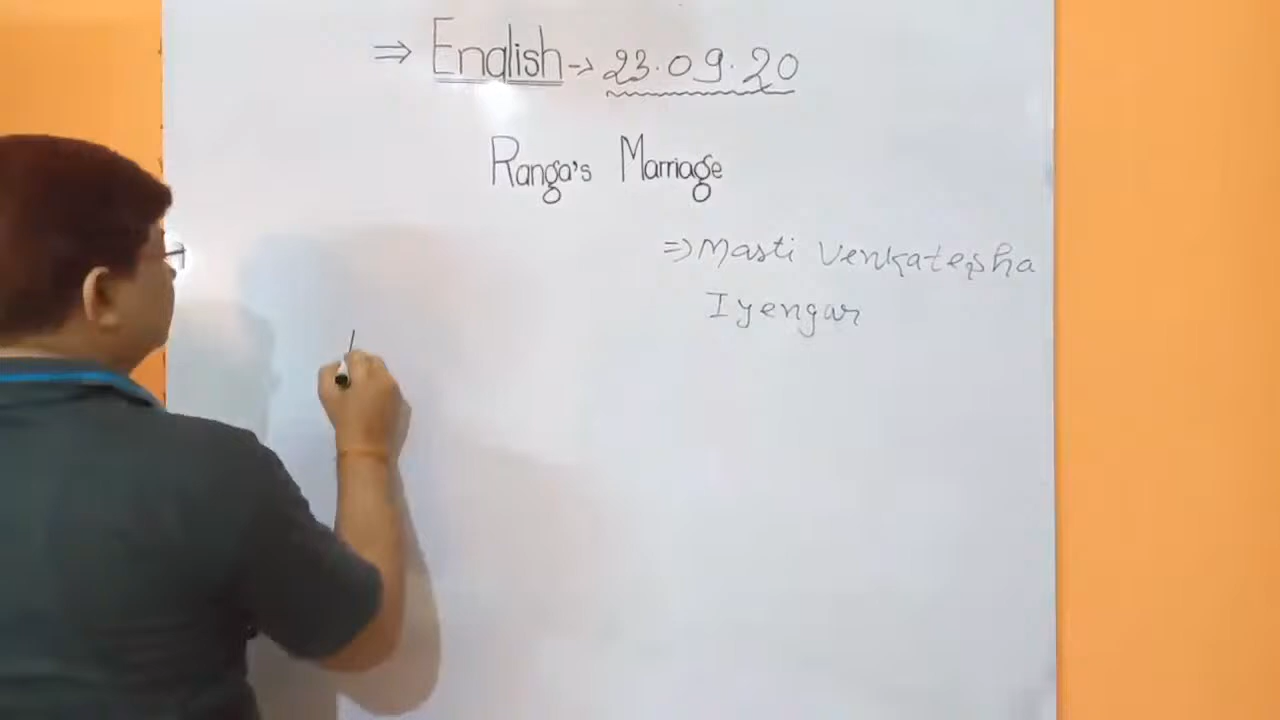 ⇒ English → 23.09.20
Ranga's Marriage
⇒ Masti Venkatesha
Iyengar